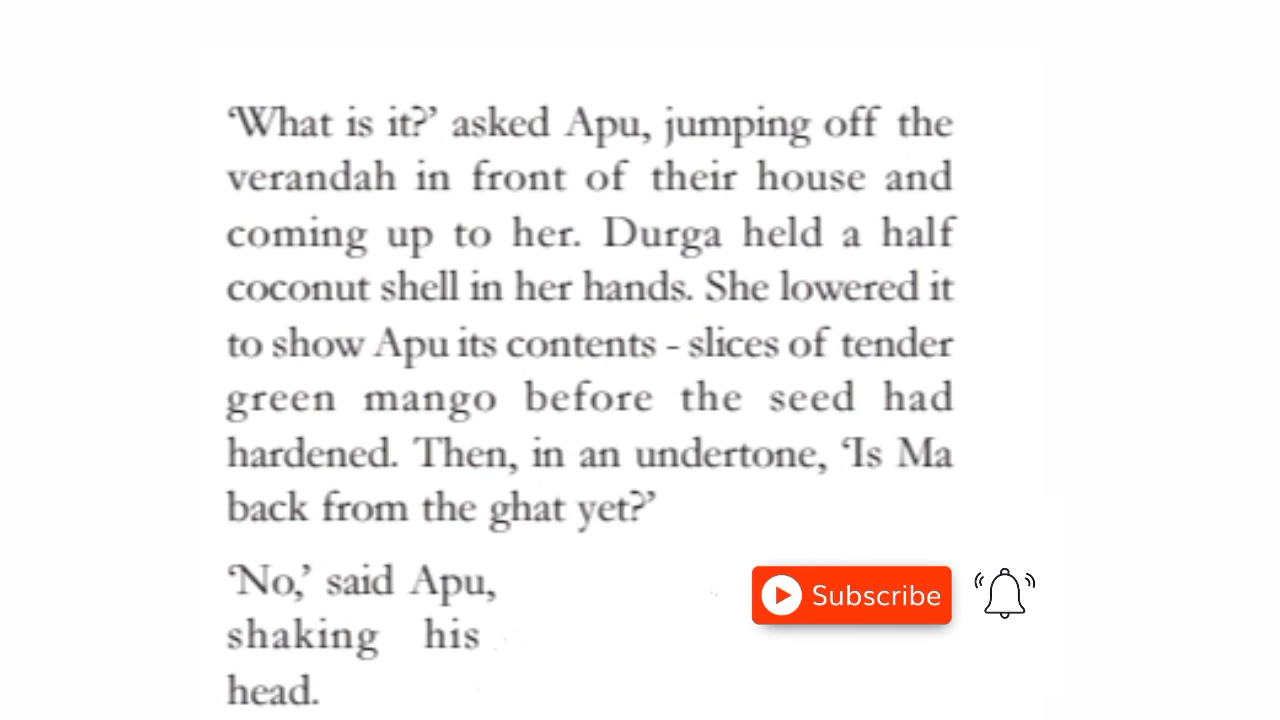 ‘What is it?’ asked Apu, jumping off the
verandah in front of their house and
coming up to her. Durga held a half
coconut shell in her hands. She lowered it
to show Apu its contents - slices of tender
green mango before the seed had
hardened. Then, in an undertone, ‘Is Ma
back from the ghat yet?’
‘No,’ said Apu,
shaking his
head.
Subscribe